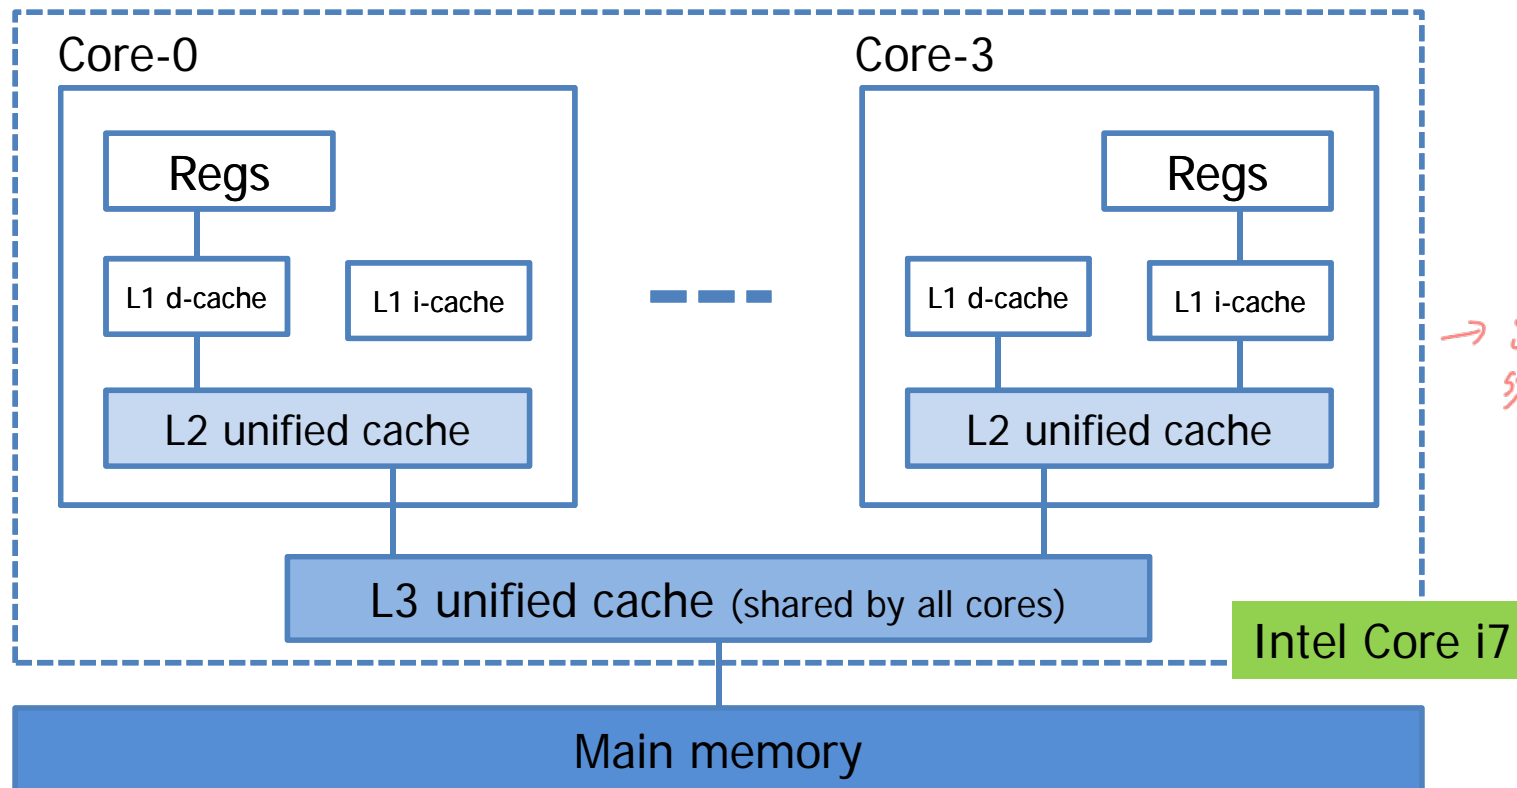 Core-0
Core-3
Regs
Regs
L1 d-cache
L1 i-cache
L1 d-cache
L1 i-cache
L2 unified cache
L2 unified cache
L3 unified cache (shared by all cores)
Intel Core i7
Main memory